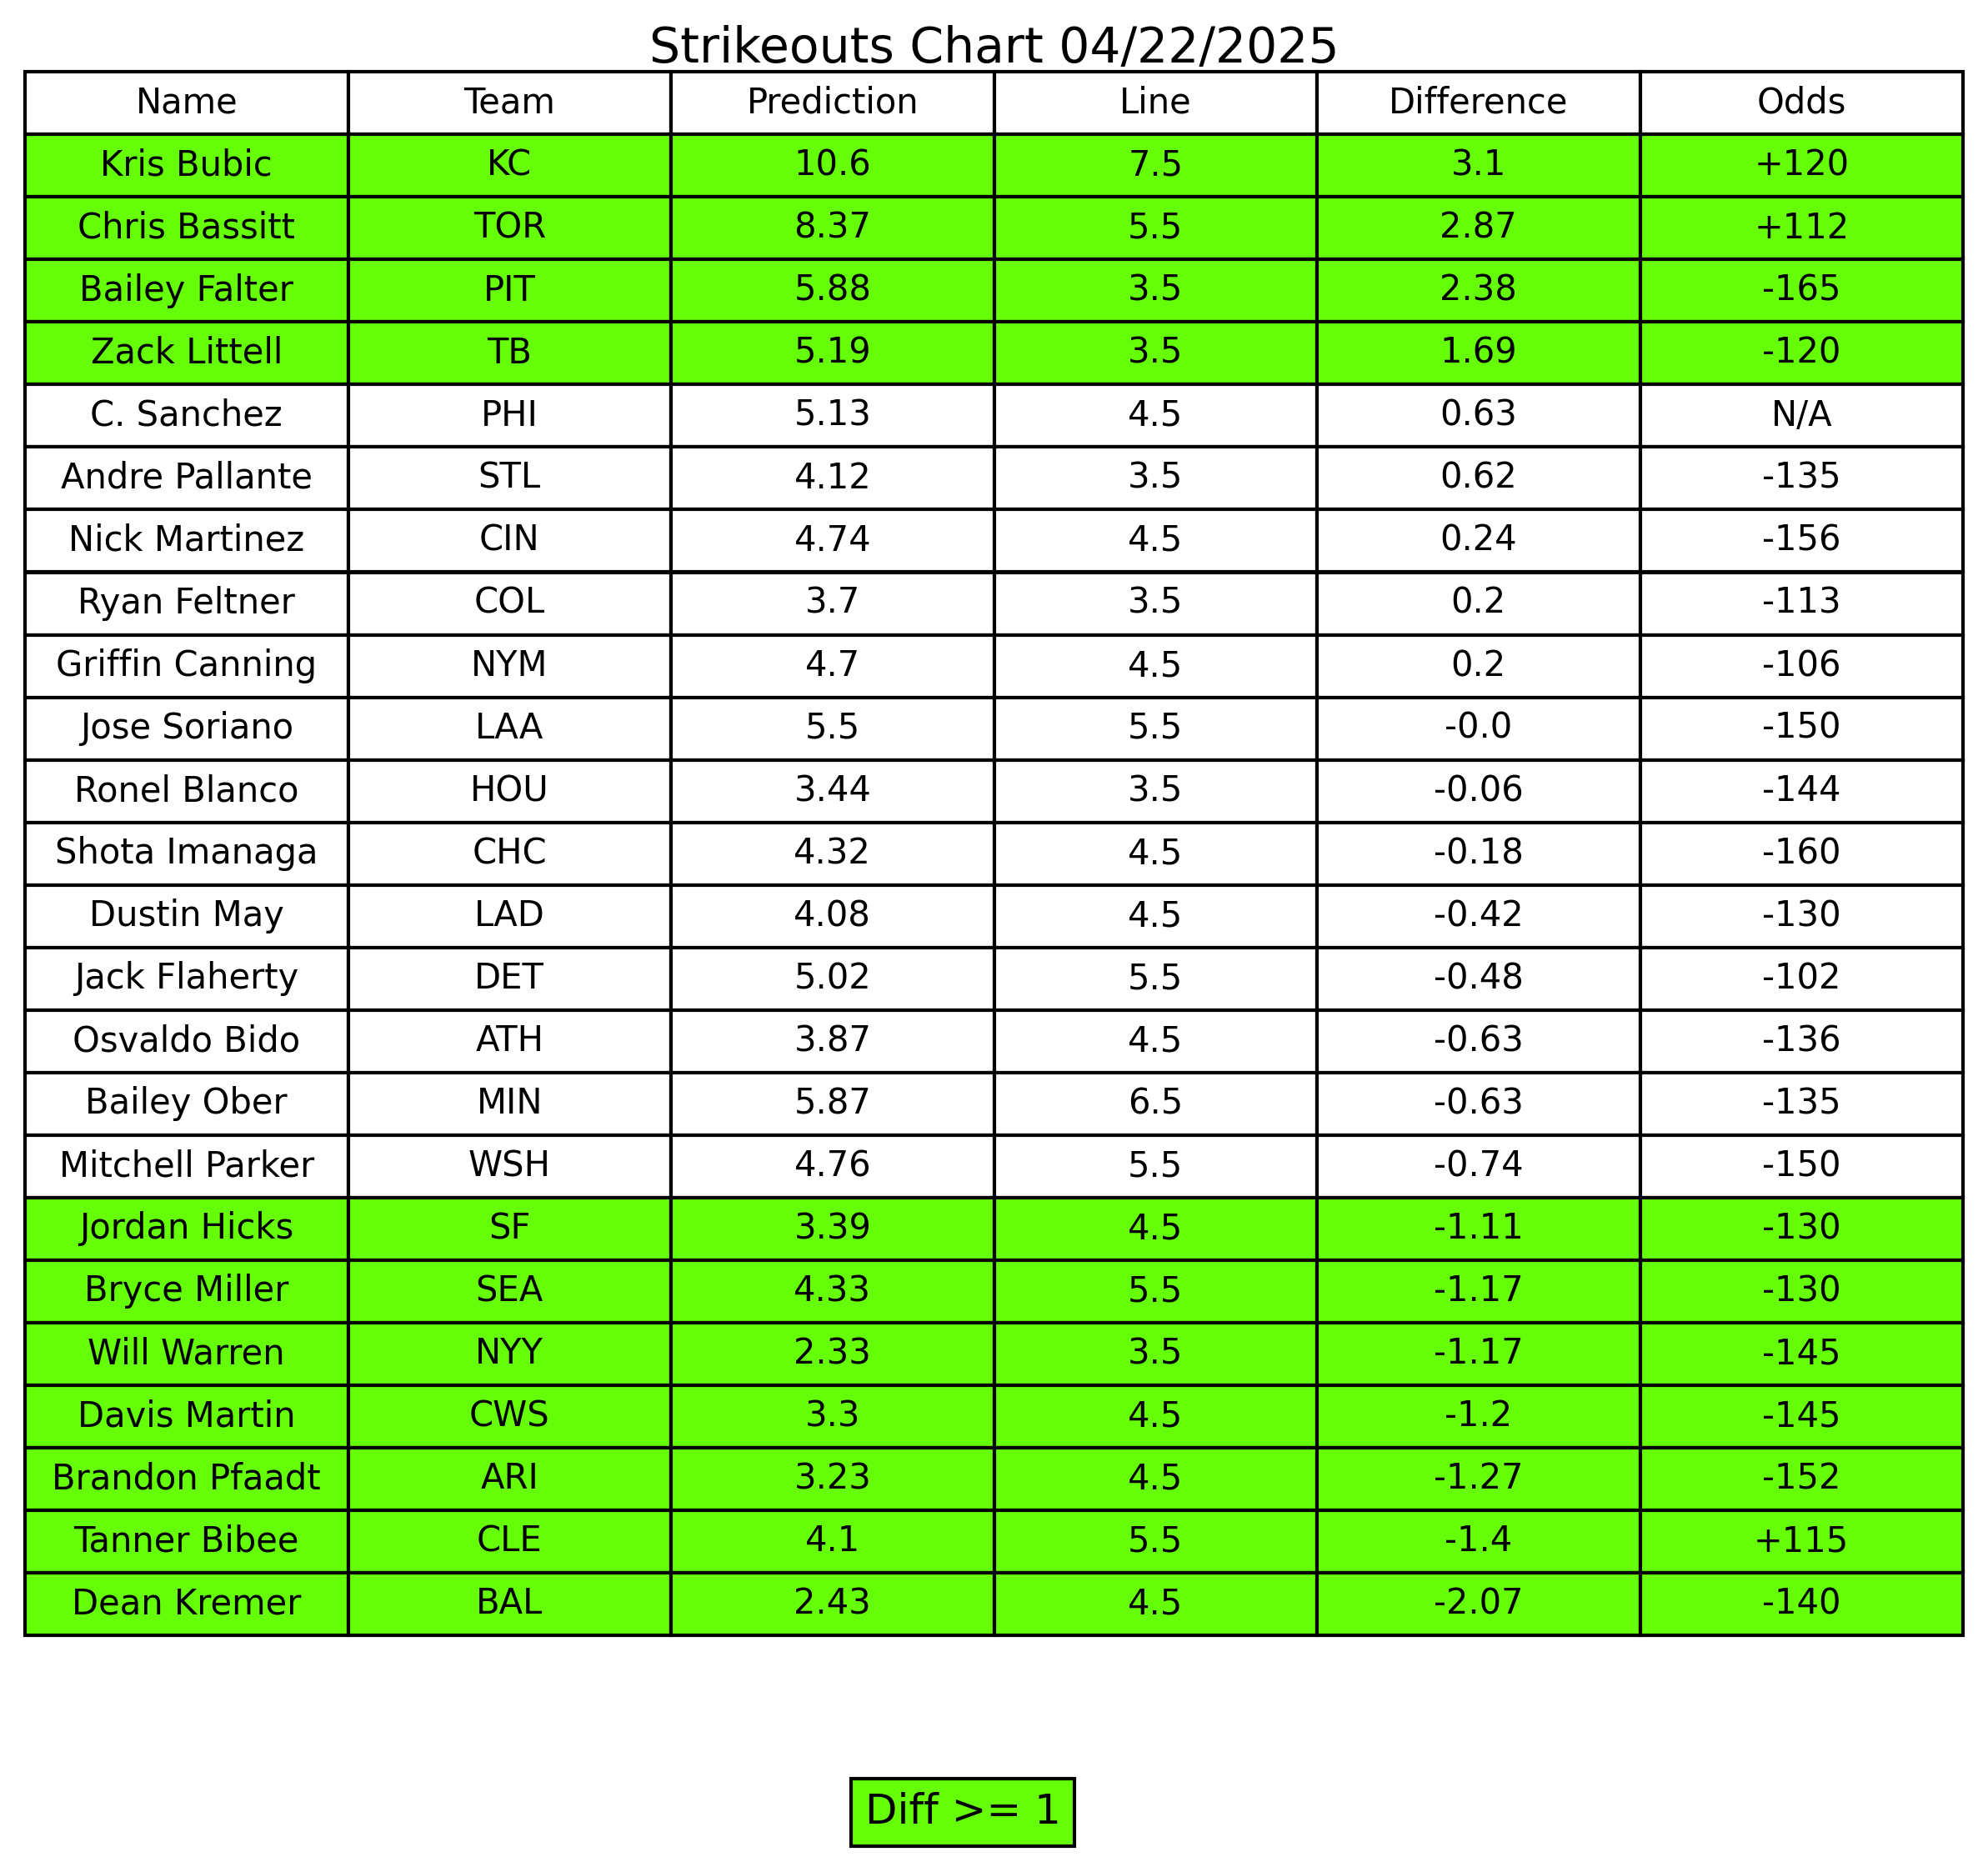 Strikeouts Chart 04/22/2025
Name Team Prediction Line Difference Odds
Kris Bubic KC 10.6 7.5 3.1 +120
Chris Bassitt TOR 8.37 5.5 2.87 +112
Bailey Falter PIT 5.88 3.5 2.38 -165
Zack Littell TB 5.19 3.5 1.69 -120
C. Sanchez PHI 5.13 4.5 0.63 N/A
Andre Pallante STL 4.12 3.5 0.62 -135
Nick Martinez CIN 4.74 4.5 0.24 -156
Ryan Feltner COL 3.7 3.5 0.2 -113
Griffin Canning NYM 4.7 4.5 0.2 -106
Jose Soriano LAA 5.5 5.5 -0.0 -150
Ronel Blanco HOU 3.44 3.5 -0.06 -144
Shota Imanaga CHC 4.32 4.5 -0.18 -160
Dustin May LAD 4.08 4.5 -0.42 -130
Jack Flaherty DET 5.02 5.5 -0.48 -102
Osvaldo Bido ATH 3.87 4.5 -0.63 -136
Bailey Ober MIN 5.87 6.5 -0.63 -135
Mitchell Parker WSH 4.76 5.5 -0.74 -150
Jordan Hicks SF 3.39 4.5 -1.11 -130
Bryce Miller SEA 4.33 5.5 -1.17 -130
Will Warren NYY 2.33 3.5 -1.17 -145
Davis Martin CWS 3.3 4.5 -1.2 -145
Brandon Pfaadt ARI 3.23 4.5 -1.27 -152
Tanner Bibee CLE 4.1 5.5 -1.4 +115
Dean Kremer BAL 2.43 4.5 -2.07 -140
Diff >= 1